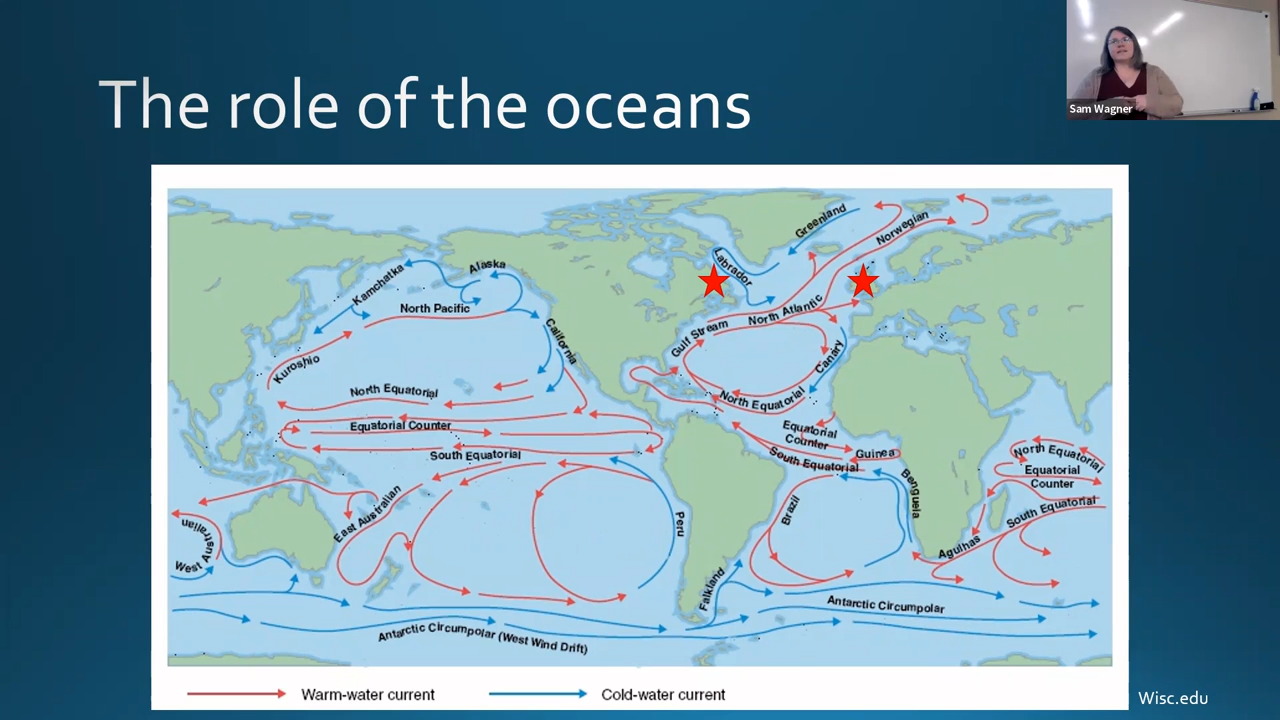 The role of the oceans
Sam Wagner
Greenland
Norwegian
Labrador
Alaska
Kamchatka
North Pacific
North Atlantic
Gulf Stream
California
Kuroshio
Canary
North Equatorial
North Equatorial
Equatorial Counter
Equatorial
Counter
South Equatorial
South Equatorial
Guinea
North Equatorial
Equatorial
Counter
South Equatorial
Benguela
East Australian
West Australian
Peru
Brazil
Agulhas
Falkland
Antarctic Circumpolar
Antarctic Circumpolar (West Wind Drift)
Warm-water current
Cold-water current
Wisc.edu